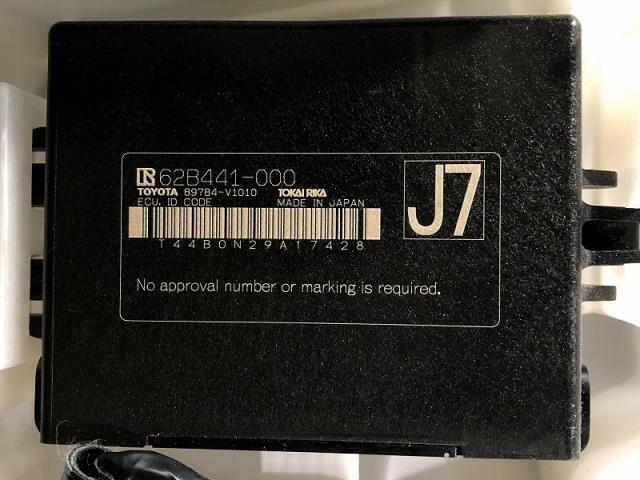 62B441-000
TOYOTA 89784-V1010 TOKAI RIKA
ECU, ID CODE MADE IN JAPAN
T44B0N29A17428
J7
No approval number or marking is required.